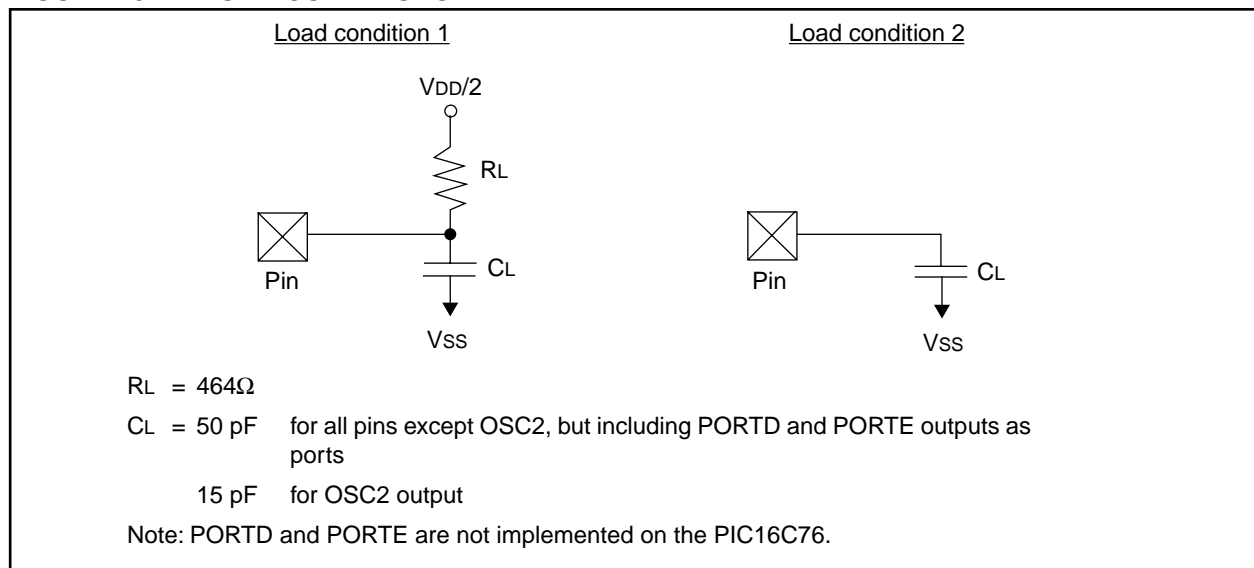 Load condition 1
Load condition 2
VDD/2
RL
Pin
CL
VSS
Pin
CL
VSS
RL = 464Ω
CL = 50 pF for all pins except OSC2, but including PORTD and PORTE outputs as
ports
15 pF for OSC2 output
Note: PORTD and PORTE are not implemented on the PIC16C76.